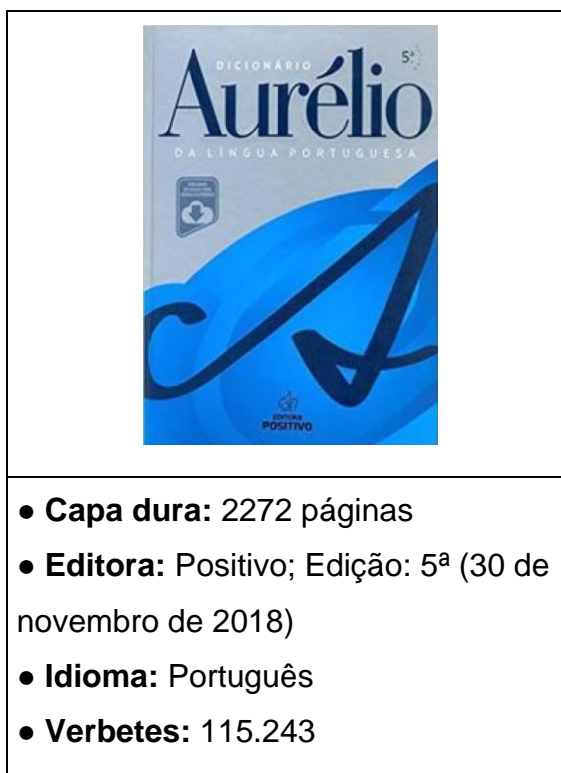 DICIONÁRIO
5ª
Aurélio
DA LÍNGUA PORTUGUESA
EDITORA
POSITIVO
● Capa dura: 2272 páginas
● Editora: Positivo; Edição: 5ª (30 de
novembro de 2018)
● Idioma: Português
● Verbetes: 115.243